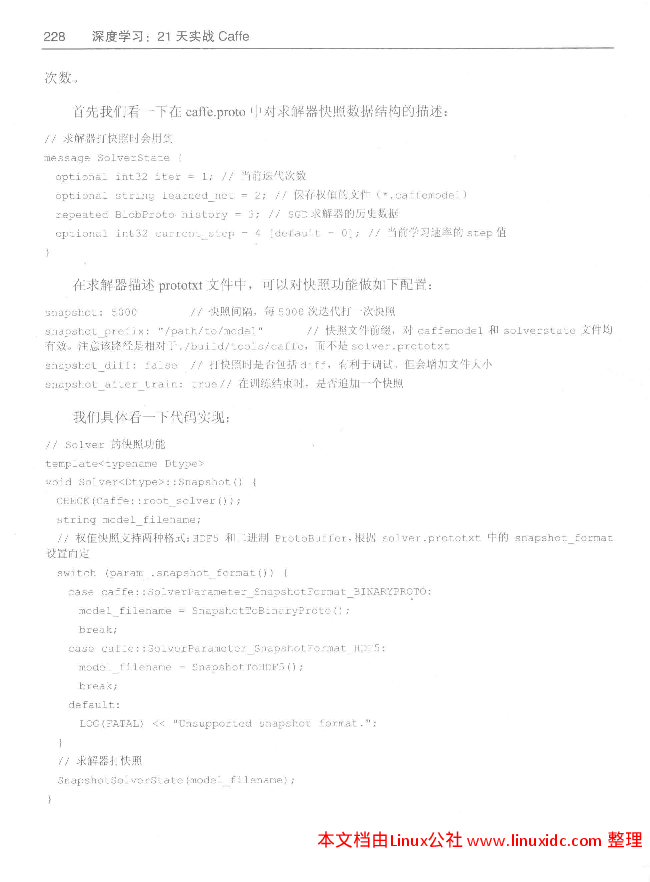 228 深度学习：21 天实战 Caffe
次数。
首先我们看一下在 caffe.proto 中对求解器快照数据结构的描述：
// 求解器打快照时会用到
message SolverState {
optional int32 iter = 1; // 当前迭代次数
optional string learned_net = 2; // 保存权值的文件（*.caffemodel）
repeated BlobProto history = 3; // SGD 求解器的历史数据
optional int32 current_step = 4 [default = 0]; // 当前学习速率的 step 值
}
在求解器描述 prototxt 文件中，可以对快照功能做如下配置：
snapshot: 5000 // 快照间隔，每 5000 次迭代打一次快照
snapshot_prefix: "/path/to/model" // 快照文件前缀，对 caffemodel 和 solverstate 文件均
有效。注意该路径是相对于./build/tools/caffe，而不是 solver.prototxt
snapshot_diff: false // 打快照时是否包括 diff，有利于调试，但会增加文件大小
snapshot_after_train: true// 在训练结束时，是否追加一个快照
我们具体看一下代码实现：
// Solver 的快照功能
template<typename Dtype>
void Solver<Dtype>::Snapshot() {
CHECK(Caffe::root_solver());
string model_filename;
// 权值快照支持两种格式：HDF5 和二进制 ProtoBuffer，根据 solver.prototxt 中的 snapshot_format
设置而定
switch (param_.snapshot_format()) {
case caffe::SolverParameter_SnapshotFormat_BINARYPROTO:
model_filename = SnapshotToBinaryProto();
break;
case caffe::SolverParameter_SnapshotFormat_HDF5:
model_filename = SnapshotToHDF5();
break;
default:
LOG(FATAL) << "Unsupported snapshot format.";
}
// 求解器打快照
SnapshotSolverState(model_filename);
}
本文档由Linux公社 www.linuxidc.com 整理